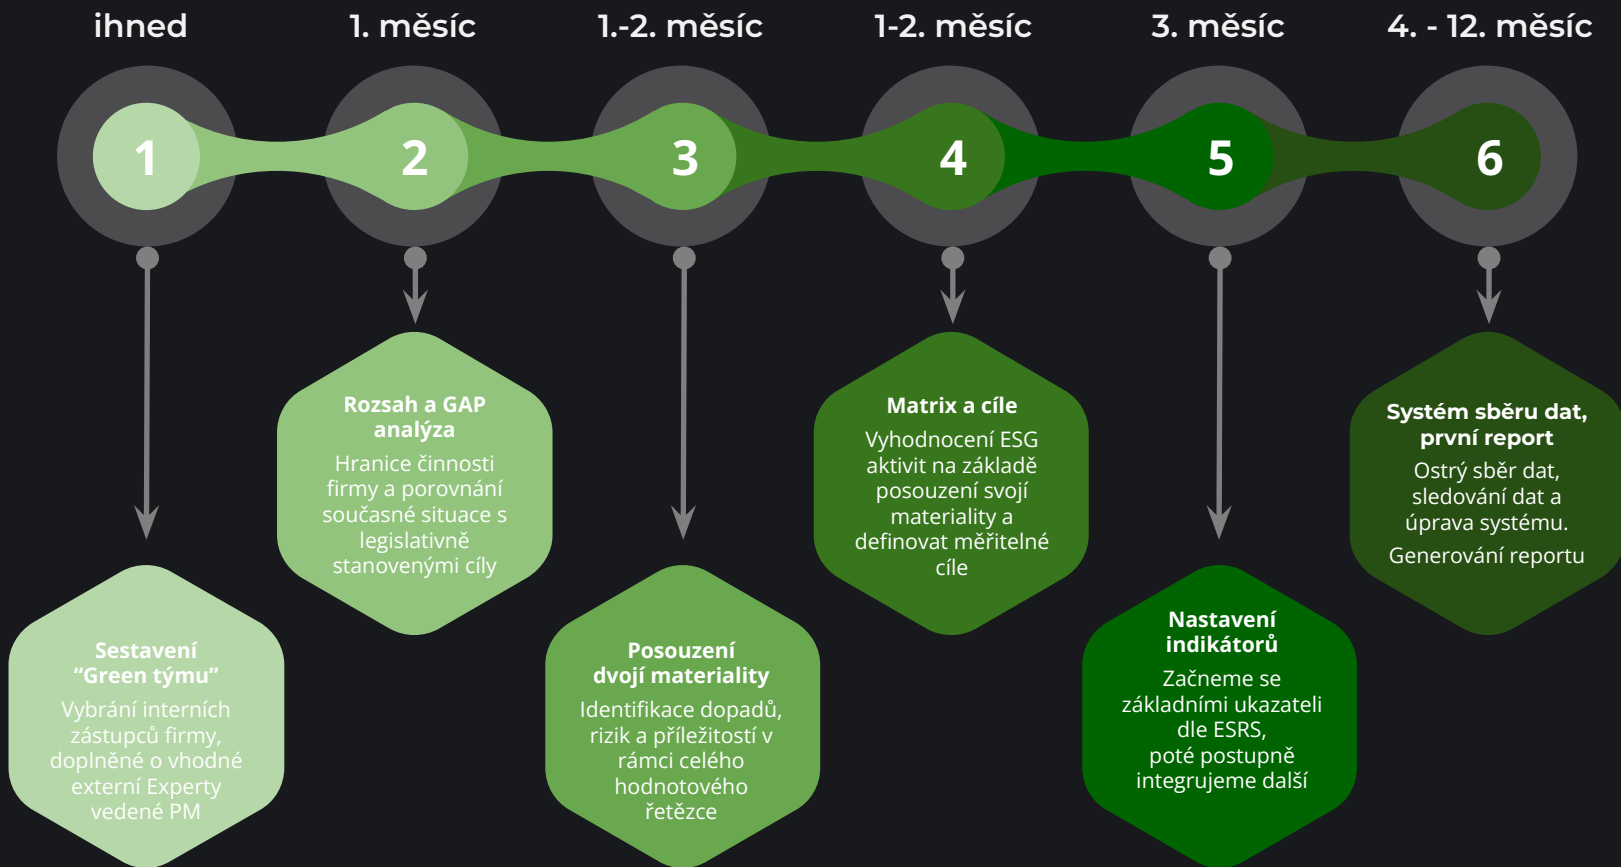 ihned
1. měsíc
1.-2. měsíc
1-2. měsíc
3. měsíc
4. - 12. měsíc
1
2
3
4
5
6
Sestavení
“Green týmu”
Vybrání interních
zástupců firmy,
doplněné o vhodné
externí Experty
vedené PM
Rozsah a GAP
analýza
Hranice činnosti
firmy a porovnání
současné situace s
legislativně
stanovenými cíly
Posouzení
dvojí materiality
Identifikace dopadů,
rizik a příležitostí v
rámci celého
hodnotového
řetězce
Matrix a cíle
Vyhodnocení ESG
aktivit na základě
posouzení svojí
materiality a
definovat měřitelné
cíle
Nastavení
indikátorů
Začneme se
základními ukazateli
dle ESRS,
poté postupně
integrujeme další
Systém sběru dat,
první report
Ostrý sběr dat,
sledování dat a
úprava systému.
Generování reportu